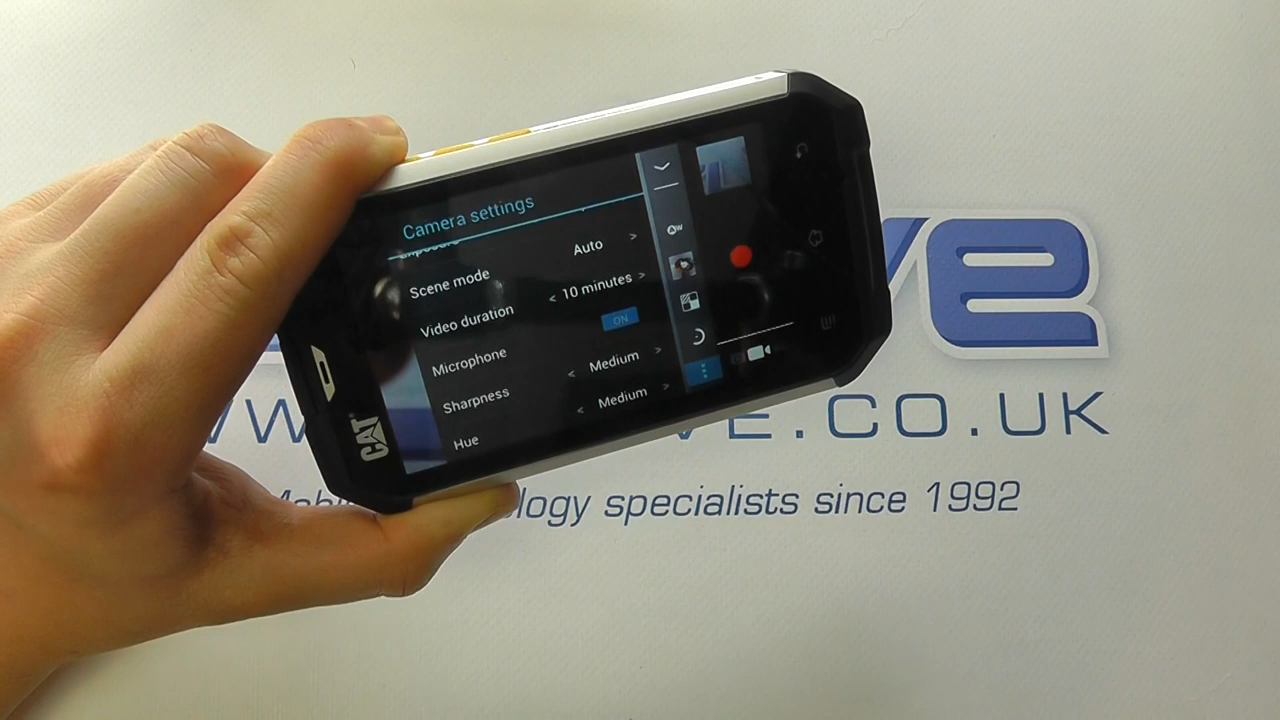 Camera settings
Scene mode Auto >
Video duration < 10 minutes >
Microphone ON
Sharpness < Medium >
Hue < Medium >
CAT
.CO.UK
specialists since 1992